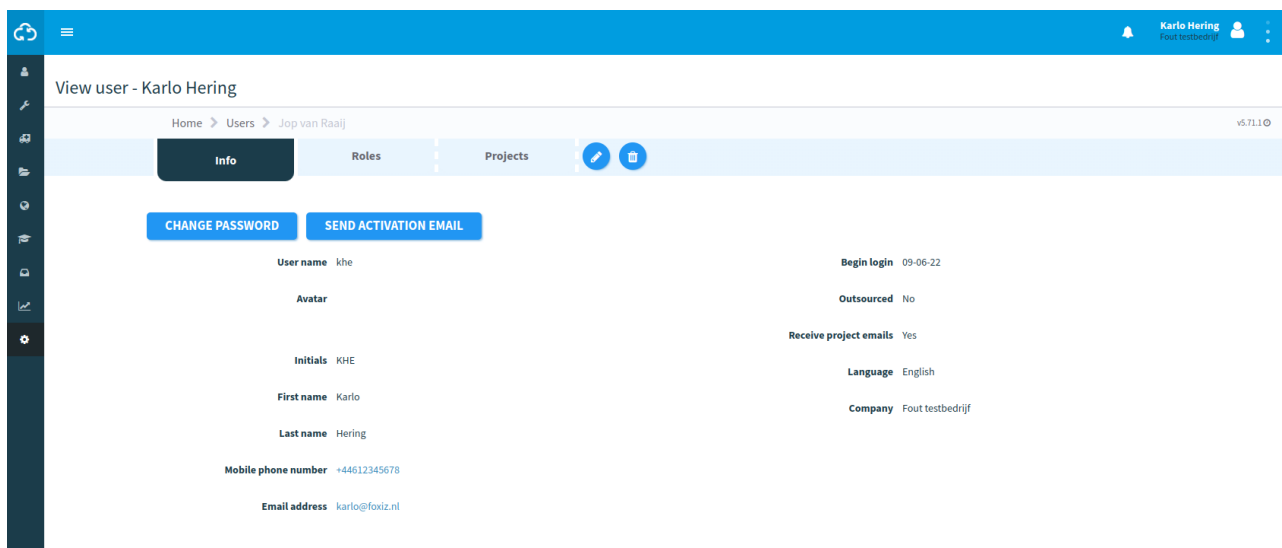 Karlo Hering
Fout testbedrijf
View user - Karlo Hering
Home Users Jop van Raaij
v5.71.1
Info Roles Projects
CHANGE PASSWORD SEND ACTIVATION EMAIL
User name khe
Begin login 09-06-22
Avatar
Outsourced No
Receive project emails Yes
Initials KHE
Language English
First name Karlo
Company Fout testbedrijf
Last name Hering
Mobile phone number +44612345678
Email address karlo@foxiz.nl